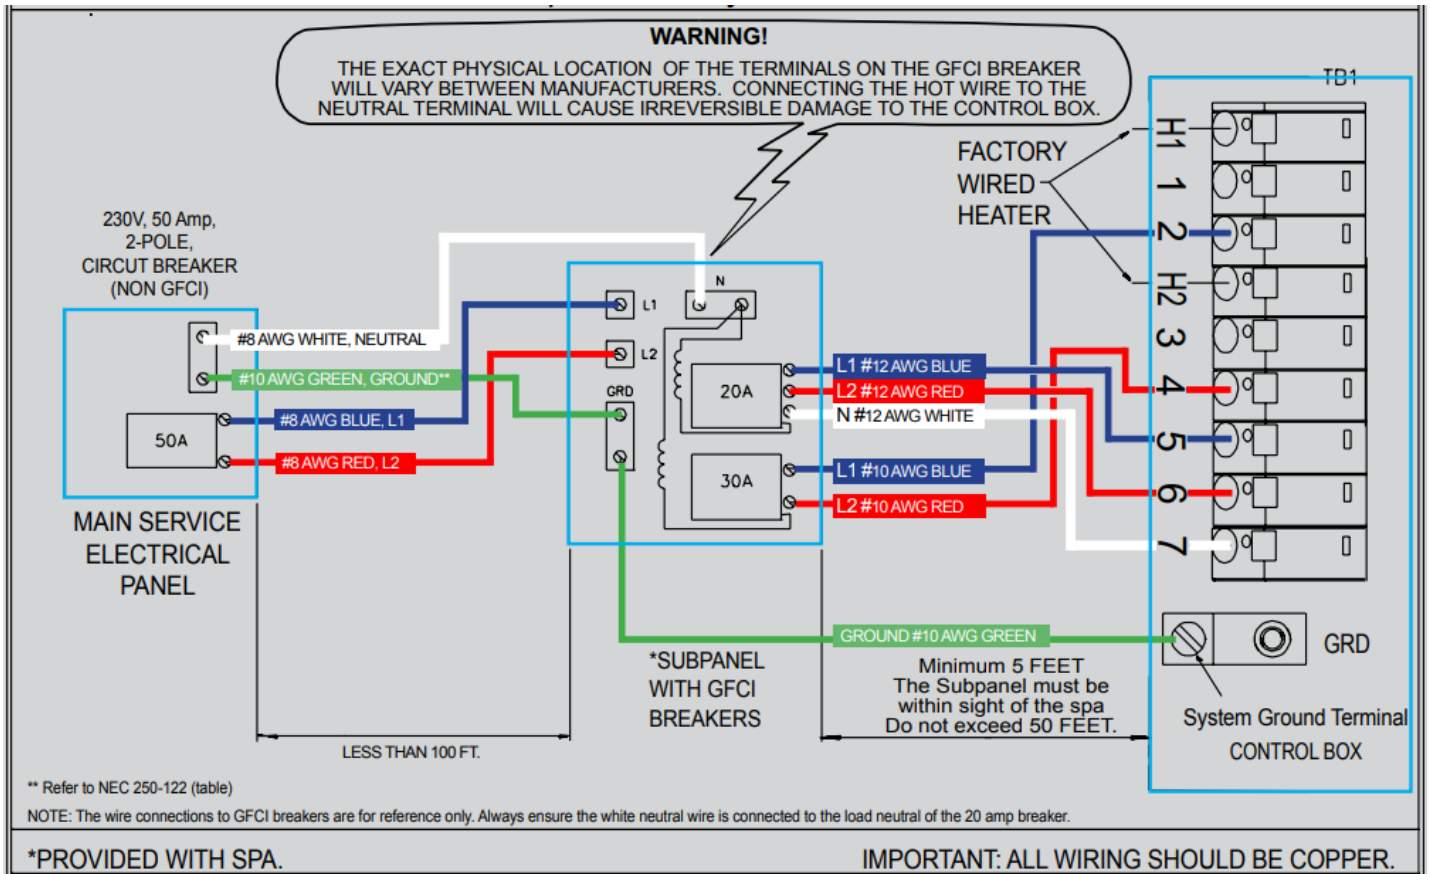 WARNING!
THE EXACT PHYSICAL LOCATION OF THE TERMINALS ON THE GFCI BREAKER
WILL VARY BETWEEN MANUFACTURERS. CONNECTING THE HOT WIRE TO THE
NEUTRAL TERMINAL WILL CAUSE IRREVERSIBLE DAMAGE TO THE CONTROL BOX.
TB1
FACTORY
WIRED
HEATER
H1
1
2
H2
3
4
5
6
7
230V, 50 Amp,
2-POLE,
CIRCUT BREAKER
(NON GFCI)
#8 AWG WHITE, NEUTRAL
#10 AWG GREEN, GROUND**
#8 AWG BLUE, L1
#8 AWG RED, L2
50A
MAIN SERVICE
ELECTRICAL
PANEL
N
L1
L2
GRD
20A
30A
L1 #12 AWG BLUE
L2 #12 AWG RED
N #12 AWG WHITE
L1 #10 AWG BLUE
L2 #10 AWG RED
GROUND #10 AWG GREEN
*SUBPANEL
WITH GFCI
BREAKERS
Minimum 5 FEET
The Subpanel must be
within sight of the spa
Do not exceed 50 FEET.
GRD
System Ground Terminal
CONTROL BOX
LESS THAN 100 FT.
** Refer to NEC 250-122 (table)
NOTE: The wire connections to GFCI breakers are for reference only. Always ensure the white neutral wire is connected to the load neutral of the 20 amp breaker.
*PROVIDED WITH SPA.
IMPORTANT: ALL WIRING SHOULD BE COPPER.